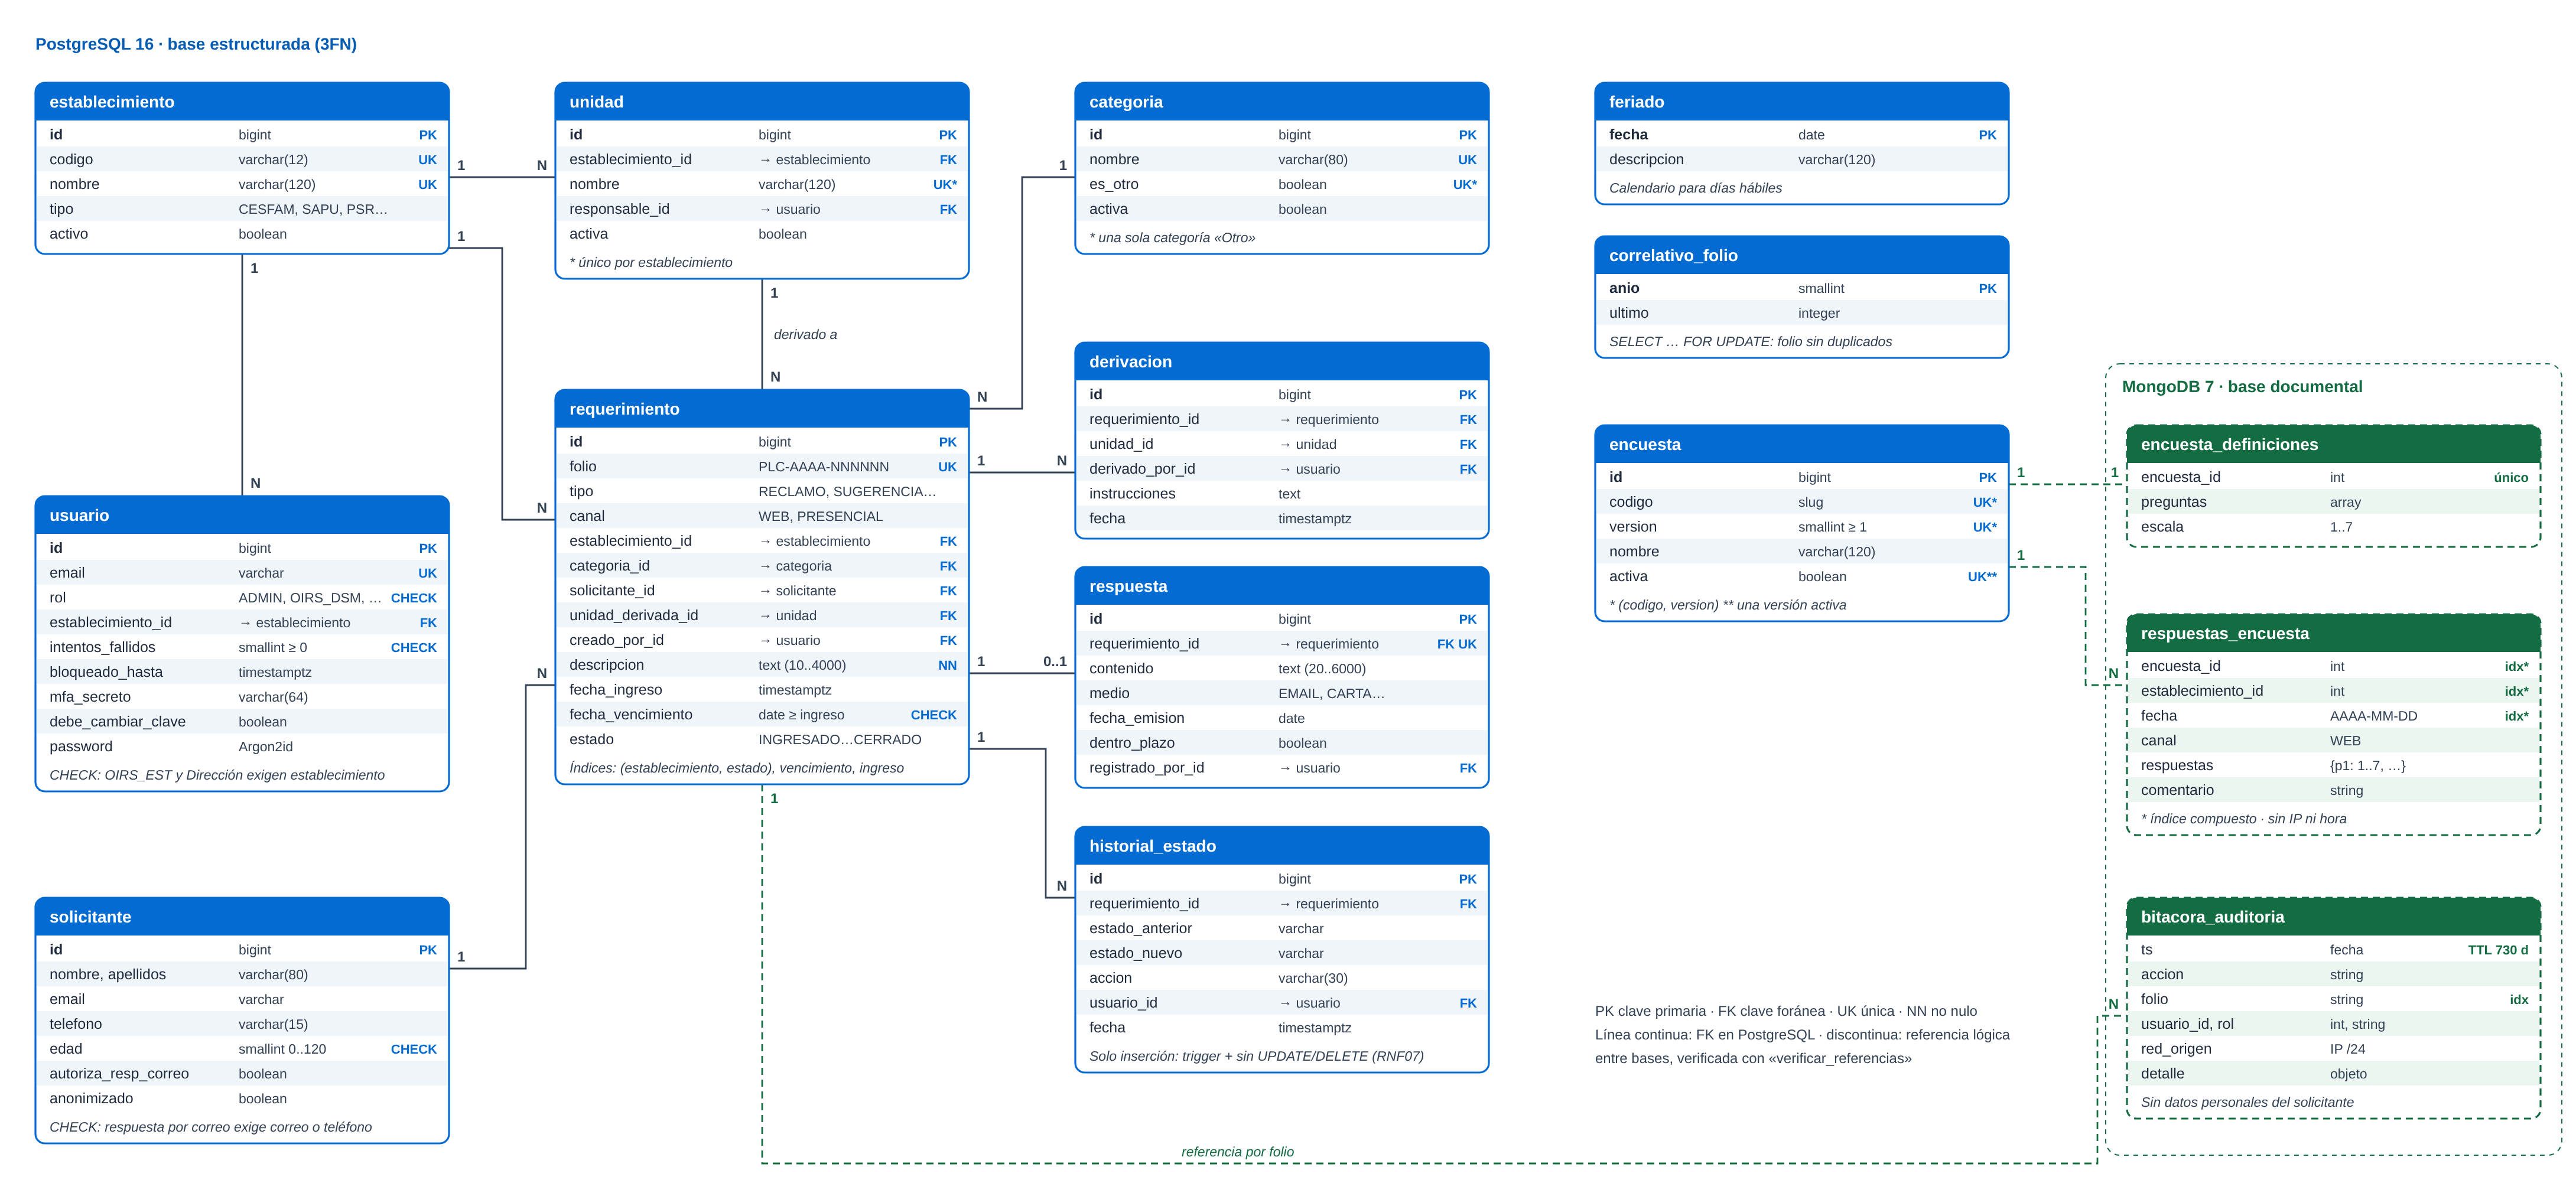 PostgreSQL 16 · base estructurada (3FN)
establecimiento
id bigint PK
codigo varchar(12) UK
nombre varchar(120) UK
tipo CESFAM, SAPU, PSR…
activo boolean
1 N
1
1
N
unidad
id bigint PK
establecimiento_id → establecimiento FK
nombre varchar(120) UK*
responsable_id → usuario FK
activa boolean
* único por establecimiento
1
derivado a
N
categoria
id bigint PK
nombre varchar(80) UK
es_otro boolean UK*
activa boolean
* una sola categoría «Otro»
1
N
feriado
fecha date PK
descripcion varchar(120)
Calendario para días hábiles
correlativo_folio
anio smallint PK
ultimo integer
SELECT … FOR UPDATE: folio sin duplicados
usuario
id bigint PK
email varchar UK
rol ADMIN, OIRS_DSM, … CHECK
establecimiento_id → establecimiento FK
intentos_fallidos smallint ≥ 0 CHECK
bloqueado_hasta timestamptz
mfa_secreto varchar(64)
debe_cambiar_clave boolean
password Argon2id
CHECK: OIRS_EST y Dirección exigen establecimiento
N
requerimiento
id bigint PK
folio PLC-AAAA-NNNNNN UK
tipo RECLAMO, SUGERENCIA…
canal WEB, PRESENCIAL
establecimiento_id → establecimiento FK
categoria_id → categoria FK
solicitante_id → solicitante FK
unidad_derivada_id → unidad FK
creado_por_id → usuario FK
descripcion text (10..4000) NN
fecha_ingreso timestamptz
fecha_vencimiento date ≥ ingreso CHECK
estado INGRESADO…CERRADO
Índices: (establecimiento, estado), vencimiento, ingreso
N
1
1 N
1 0..1
1
N
derivacion
id bigint PK
requerimiento_id → requerimiento FK
unidad_id → unidad FK
derivado_por_id → usuario FK
instrucciones text
fecha timestamptz
respuesta
id bigint PK
requerimiento_id → requerimiento FK UK
contenido text (20..6000)
medio EMAIL, CARTA…
fecha_emision date
dentro_plazo boolean
registrado_por_id → usuario FK
historial_estado
id bigint PK
requerimiento_id → requerimiento FK
estado_anterior varchar
estado_nuevo varchar
accion varchar(30)
usuario_id → usuario FK
fecha timestamptz
Solo inserción: trigger + sin UPDATE/DELETE (RNF07)
solicitante
id bigint PK
nombre, apellidos varchar(80)
email varchar
telefono varchar(15)
edad smallint 0..120 CHECK
autoriza_resp_correo boolean
anonimizado boolean
CHECK: respuesta por correo exige correo o teléfono
1
encuesta
id bigint PK
codigo slug UK*
version smallint ≥ 1 UK*
nombre varchar(120)
activa boolean UK**
* (codigo, version) ** una versión activa
1 1
1
N
MongoDB 7 · base documental
encuesta_definiciones
encuesta_id int único
preguntas array
escala 1..7
respuestas_encuesta
encuesta_id int idx*
establecimiento_id int idx*
fecha AAAA-MM-DD idx*
canal WEB
respuestas {p1: 1..7, …}
comentario string
* índice compuesto · sin IP ni hora
bitacora_auditoria
ts fecha TTL 730 d
accion string
folio string idx
usuario_id, rol int, string
red_origen IP /24
detalle objeto
Sin datos personales del solicitante
N
PK clave primaria · FK clave foránea · UK única · NN no nulo
Línea continua: FK en PostgreSQL · discontinua: referencia lógica
entre bases, verificada con «verificar_referencias»
referencia por folio